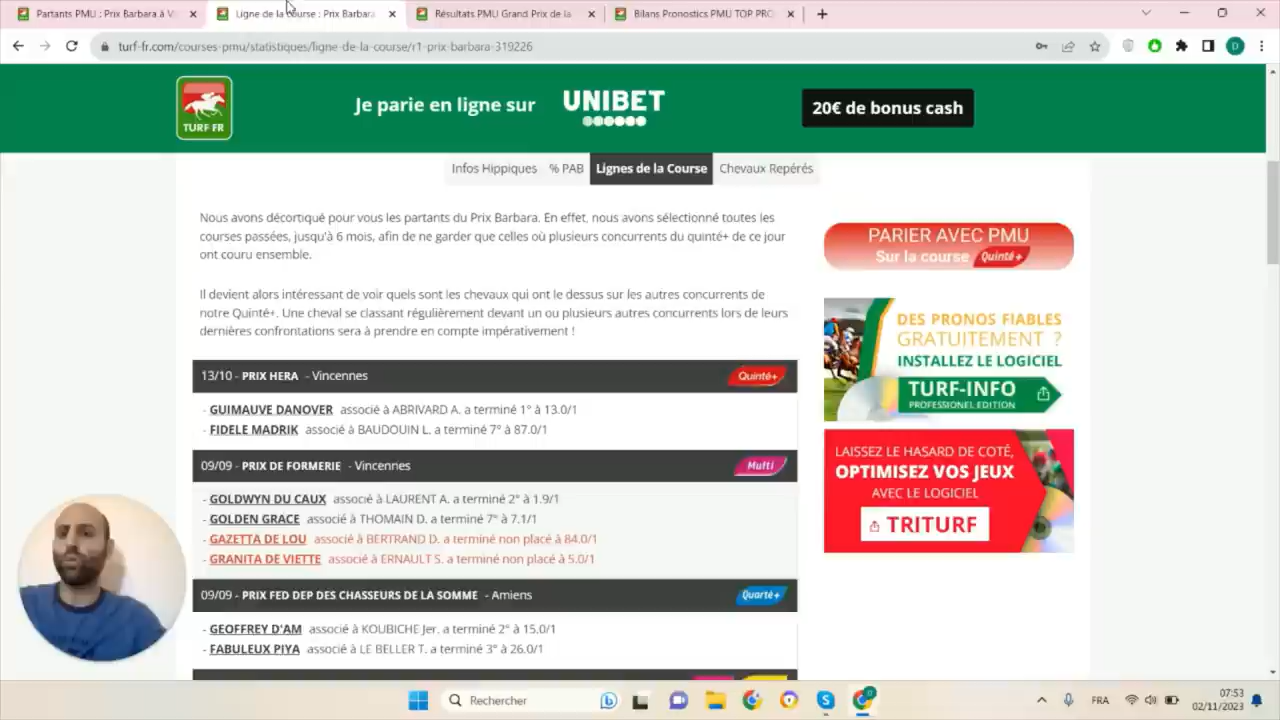 Partants PMU : Prix Barbara à V
Ligne de la course : Prix Barbara
Résultats PMU Grand Prix de la
Bilans Pronostics PMU TOP PRO
turf-fr.com/courses-pmu/statistiques/ligne-de-la-course/r1-prix-barbara-319226
D
TURF FR
Je parie en ligne sur
UNIBET
20€ de bonus cash
Infos Hippiques
% PAB
Lignes de la Course
Chevaux Repérés
Nous avons décortiqué pour vous les partants du Prix Barbara. En effet, nous avons sélectionné toutes les
courses passées, jusqu'à 6 mois, afin de ne garder que celles où plusieurs concurrents du quinté+ de ce jour
ont couru ensemble.
Il devient alors intéressant de voir quels sont les chevaux qui ont le dessus sur les autres concurrents de
notre Quinté+. Une cheval se classant régulièrement devant un ou plusieurs autres concurrents lors de leurs
dernières confrontations sera à prendre en compte impérativement !
13/10 - PRIX HERA - Vincennes
Quinté+
- GUIMAUVE DANOVER associé à ABRIVARD A. a terminé 1° à 13.0/1
- FIDELE MADRIK associé à BAUDOUIN L. a terminé 7° à 87.0/1
09/09 - PRIX DE FORMERIE - Vincennes
Multi
- GOLDWYN DU CAUX associé à LAURENT A. a terminé 2° à 1.9/1
- GOLDEN GRACE associé à THOMAIN D. a terminé 7° à 7.1/1
- GAZETTA DE LOU associé à BERTRAND D. a terminé non placé à 84.0/1
- GRANITA DE VIETTE associé à ERNAULT S. a terminé non placé à 5.0/1
09/09 - PRIX FED DEP DES CHASSEURS DE LA SOMME - Amiens
Quarté+
- GEOFFREY D'AM associé à KOUBICHE Jer. a terminé 2° à 15.0/1
- FABULEUX PIYA associé à LE BELLER T. a terminé 3° à 26.0/1
PARIER AVEC PMU
Sur la course Quinté+
DES PRONOS FIABLES
GRATUITEMENT ?
INSTALLEZ LE LOGICIEL
TURF-INFO
PROFESSIONEL EDITION
LAISSEZ LE HASARD DE COTÉ,
OPTIMISEZ VOS JEUX
AVEC LE LOGICIEL
TRITURF
Rechercher
FRA
07:53
02/11/2023